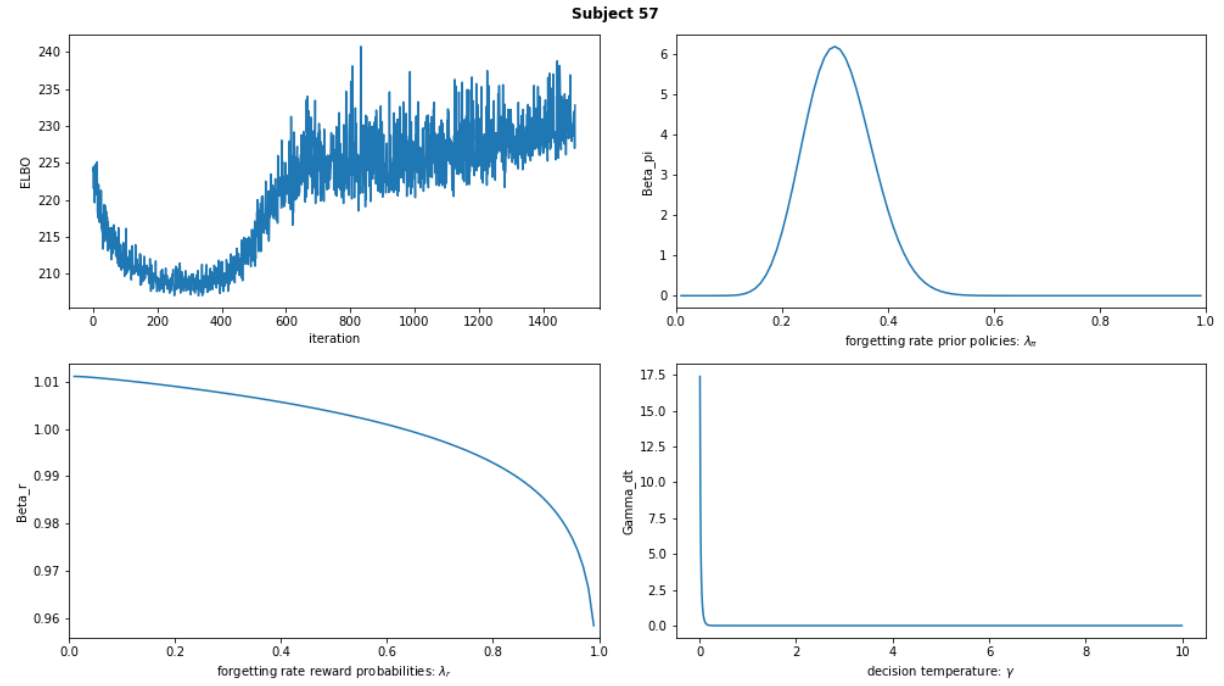 Subject 57
240
235
230
225
220
215
210
ELBO
0 200 400 600 800 1000 1200 1400
iteration
6
5
4
3
2
1
0
Beta_pi
0.0 0.2 0.4 0.6 0.8 1.0
forgetting rate prior policies: λπ
1.01
1.00
0.99
0.98
0.97
0.96
Beta_r
0.0 0.2 0.4 0.6 0.8 1.0
forgetting rate reward probabilities: λr
17.5
15.0
12.5
10.0
7.5
5.0
2.5
0.0
Gamma_dt
0 2 4 6 8 10
decision temperature: γ